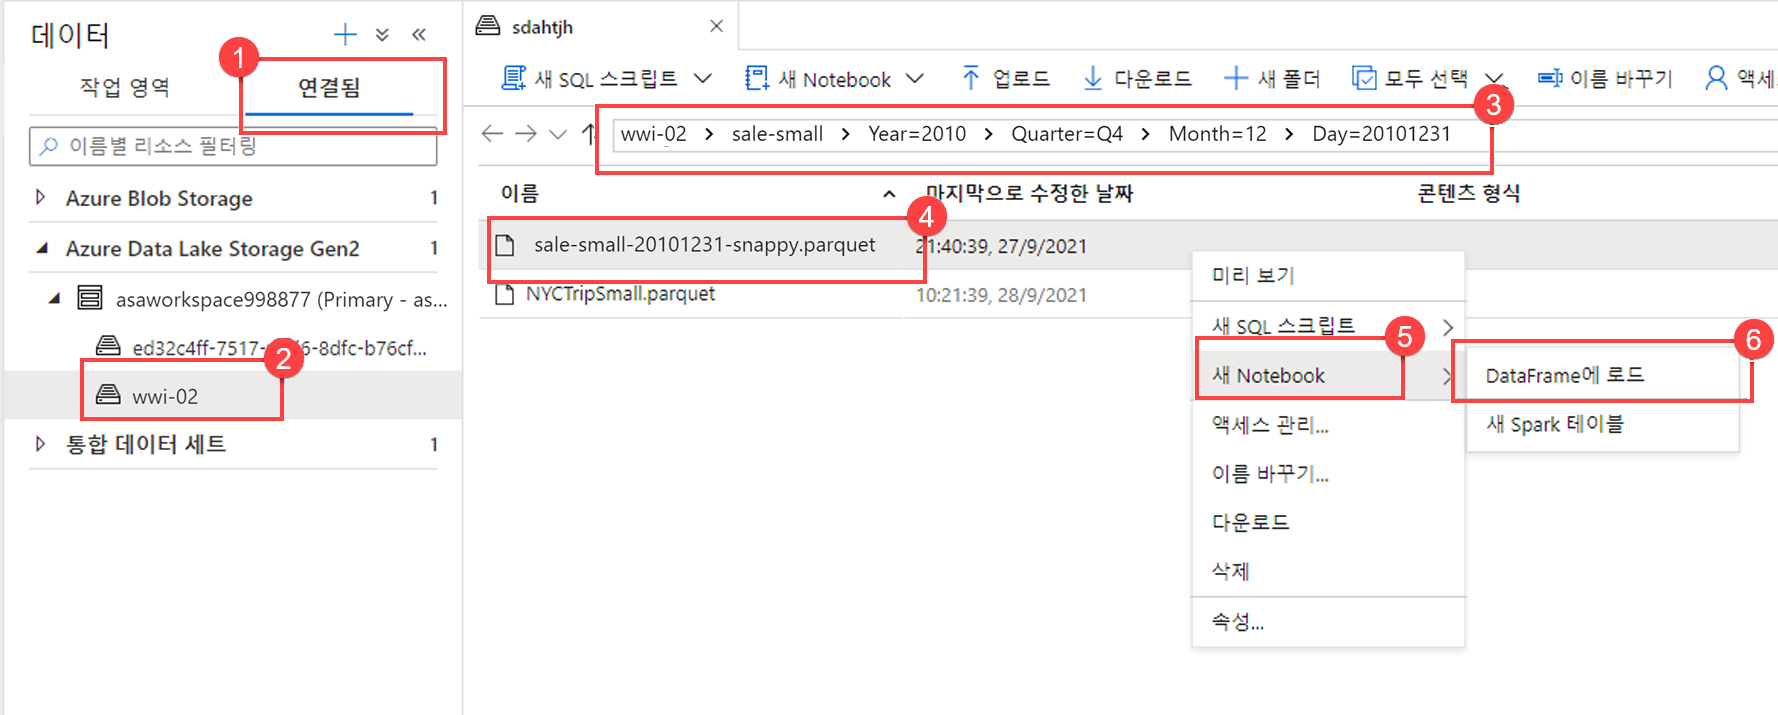 데이터
1
작업 영역
연결됨
이름별 리소스 필터링
Azure Blob Storage 1
Azure Data Lake Storage Gen2 1
asaworkspace998877 (Primary - as...
ed32c4ff-7517- 6-8dfc-b76cf...
2
wwi-02
통합 데이터 세트 1
sdahtjh
새 SQL 스크립트
새 Notebook
업로드
다운로드
새 폴더
모두 선택
이름 바꾸기
액세
3
wwi-02 > sale-small > Year=2010 > Quarter=Q4 > Month=12 > Day=20101231
이름
마지막으로 수정한 날짜
콘텐츠 형식
4
sale-small-20101231-snappy.parquet 21:40:39, 27/9/2021
NYCTripSmall.parquet 10:21:39, 28/9/2021
미리 보기
새 SQL 스크립트
5
새 Notebook
액세스 관리...
이름 바꾸기...
다운로드
삭제
속성...
6
DataFrame에 로드
새 Spark 테이블